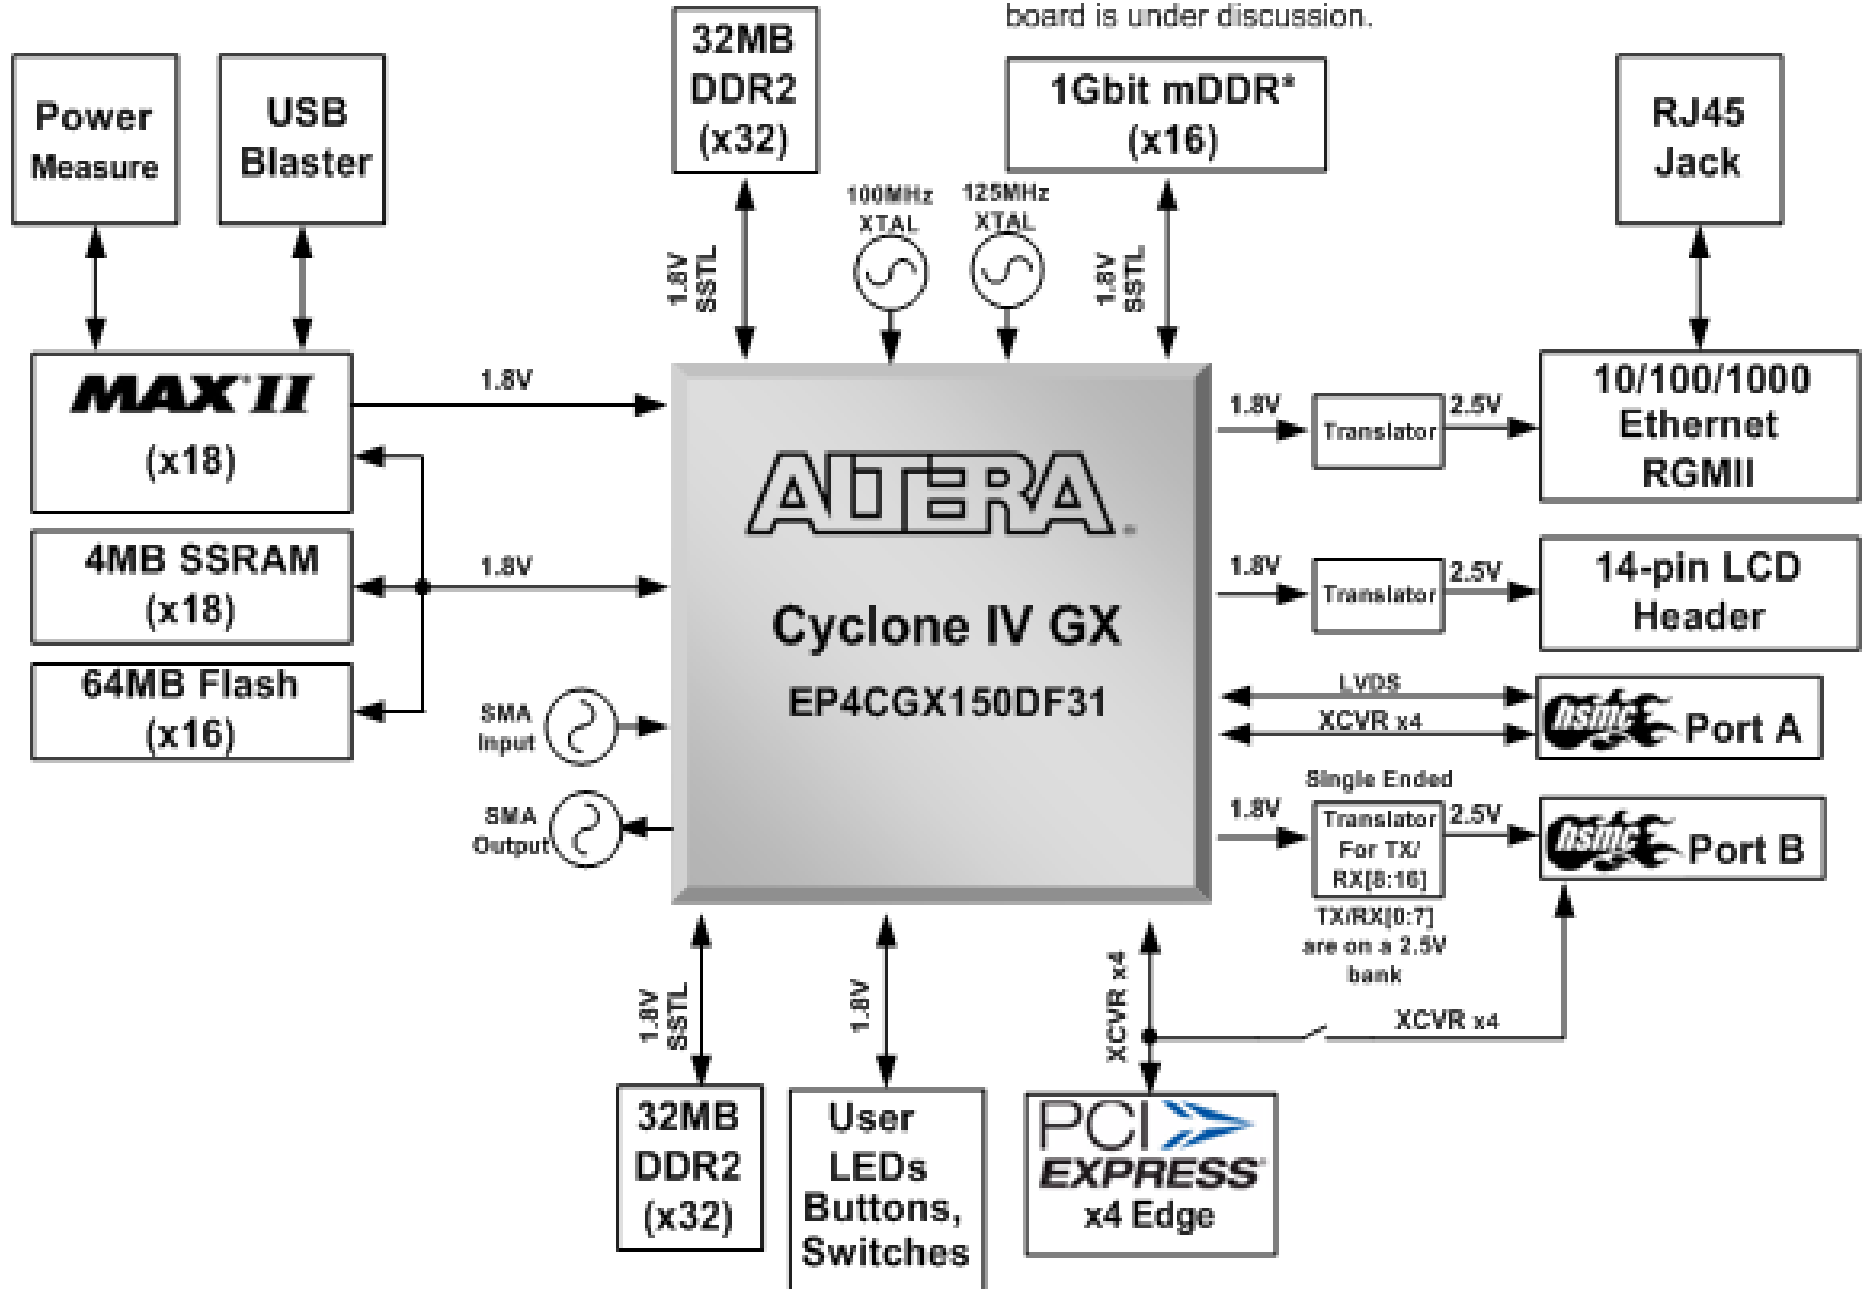 board is under discussion.
32MB
DDR2
(x32)
1Gbit mDDR*
(x16)
Power
Measure
USB
Blaster
RJ45
Jack
100MHz
XTAL
125MHz
XTAL
1.8V
SSTL
1.8V
SSTL
MAX II
(x18)
1.8V
4MB SSRAM
(x18)
1.8V
64MB Flash
(x16)
SMA
Input
SMA
Output
ALTERA
Cyclone IV GX
EP4CGX150DF31
1.8V
Translator
2.5V
10/100/1000
Ethernet
RGMII
1.8V
Translator
2.5V
14-pin LCD
Header
LVDS
XCVR x4
hsmc Port A
Single Ended
1.8V
Translator
For TX/
RX[8:16]
2.5V
hsmc Port B
TX/RX[0:7]
are on a 2.5V
bank
1.8V
SSTL
1.8V
XCVR x4
XCVR x4
32MB
DDR2
(x32)
User
LEDs
Buttons,
Switches
PCI
EXPRESS
x4 Edge